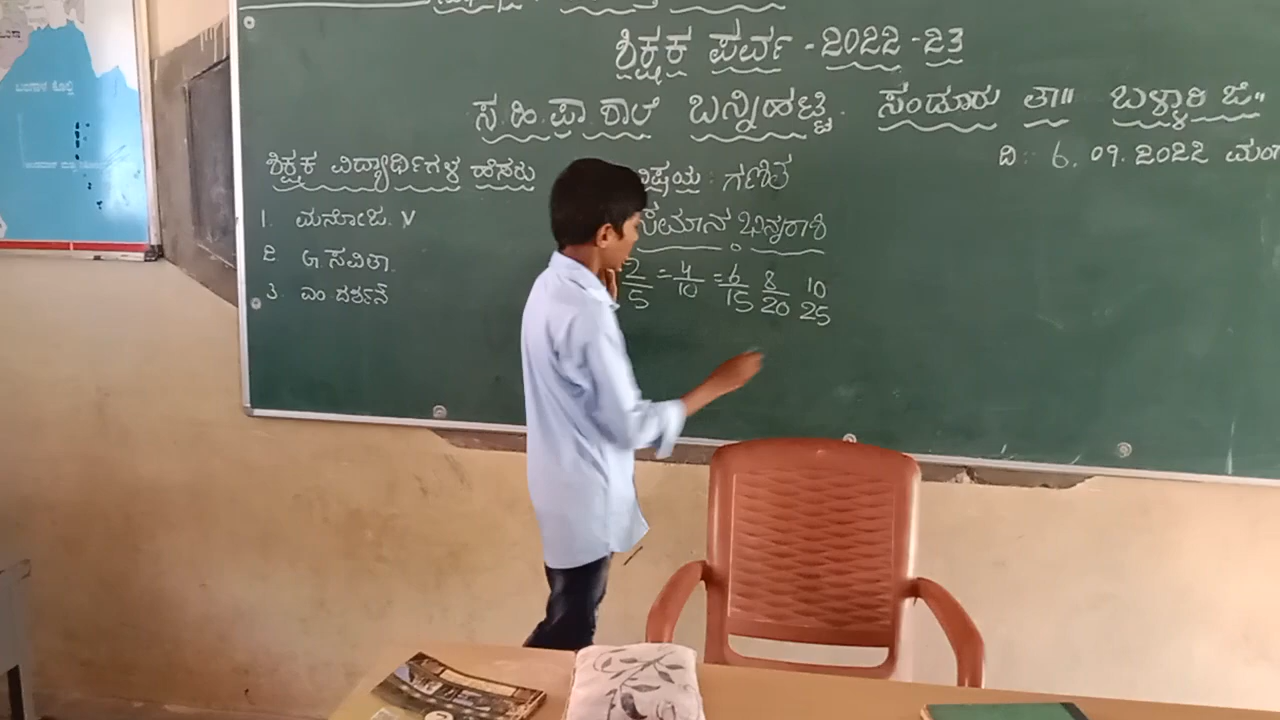 ಶಿಕ್ಷಕ ಪರ್ವ - 2022 - 23
ಸ.ಹಿ.ಪ್ರಾ.ಶಾಲೆ ಬನ್ನಿಹಟ್ಟಿ. ಸಂಡೂರು ತಾ॥ ಬಳ್ಳಾರಿ ಜಿ॥
ದಿ: 6. 09. 2022 ಮಂಗ
ಶಿಕ್ಷಕ ವಿದ್ಯಾರ್ಥಿಗಳ ಹೆಸರು
ವಿಷಯ : ಗಣಿತ
1. ಮನೋಜ. V
2 G. ಸವಿತಾ.
3. ಎಂ ದರ್ಶನ್
ಸಮಾನ ಭಿನ್ನರಾಶಿ
2/5 = 4/10 = 6/15 8/20 10/25
ಬಂಗಾಳ ಕೊಲ್ಲಿ